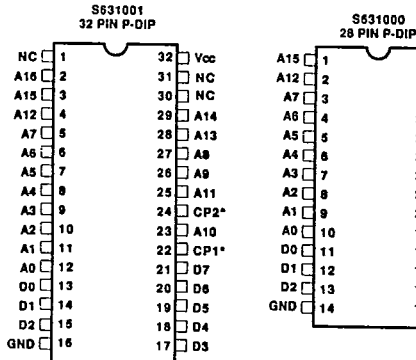 S631001
32 PIN P-DIP
NC 1 32 Vcc
A16 2 31 NC
A15 3 30 NC
A12 4 29 A14
A7 5 28 A13
A6 6 27 A8
A5 7 26 A9
A4 8 25 A11
A3 9 24 CP2*
A2 10 23 A10
A1 11 22 CP1*
A0 12 21 D7
D0 13 20 D6
D1 14 19 D5
D2 15 18 D4
GND 16 17 D3
S631000
28 PIN P-DIP
A15 1
A12 2
A7 3
A6 4
A5 5
A4 6
A3 7
A2 8
A1 9
A0 10
D0 11
D1 12
D2 13
GND 14